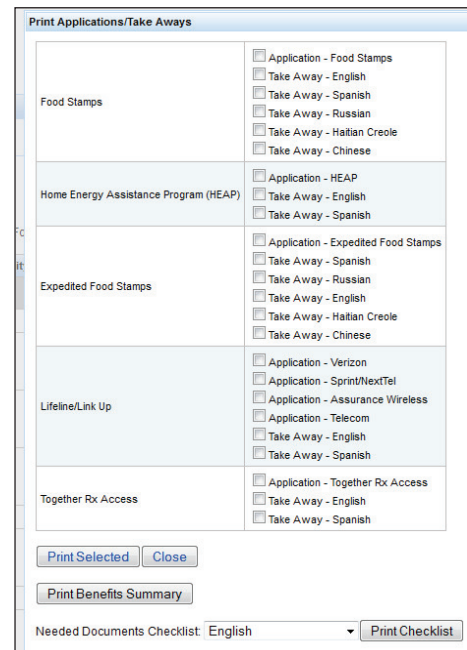 Print Applications/Take Aways
Food Stamps
Application - Food Stamps
Take Away - English
Take Away - Spanish
Take Away - Russian
Take Away - Haitian Creole
Take Away - Chinese
Home Energy Assistance Program (HEAP)
Application - HEAP
Take Away - English
Take Away - Spanish
Expedited Food Stamps
Application - Expedited Food Stamps
Take Away - Spanish
Take Away - Russian
Take Away - English
Take Away - Haitian Creole
Take Away - Chinese
Lifeline/Link Up
Application - Verizon
Application - Sprint/NextTel
Application - Assurance Wireless
Application - Telecom
Take Away - English
Take Away - Spanish
Together Rx Access
Application - Together Rx Access
Take Away - English
Take Away - Spanish
Print Selected Close
Print Benefits Summary
Needed Documents Checklist: English Print Checklist